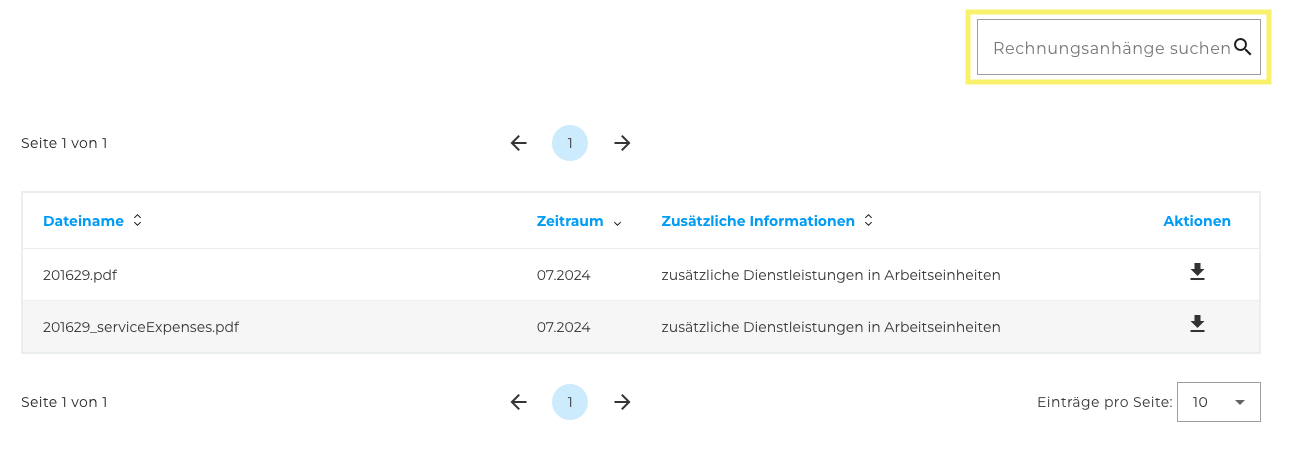 Rechnungsanhänge suchen
Seite 1 von 1 1
Dateiname Zeitraum Zusätzliche Informationen Aktionen
201629.pdf 07.2024 zusätzliche Dienstleistungen in Arbeitseinheiten
201629_serviceExpenses.pdf 07.2024 zusätzliche Dienstleistungen in Arbeitseinheiten
Seite 1 von 1 1 Einträge pro Seite: 10